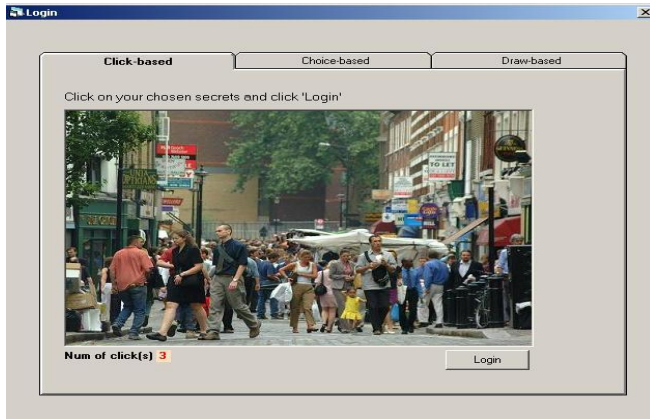 Login
Click-based Choice-based Draw-based
Click on your chosen secrets and click 'Login'
TO LET
GUINNESS
Num of click(s) 3
Login